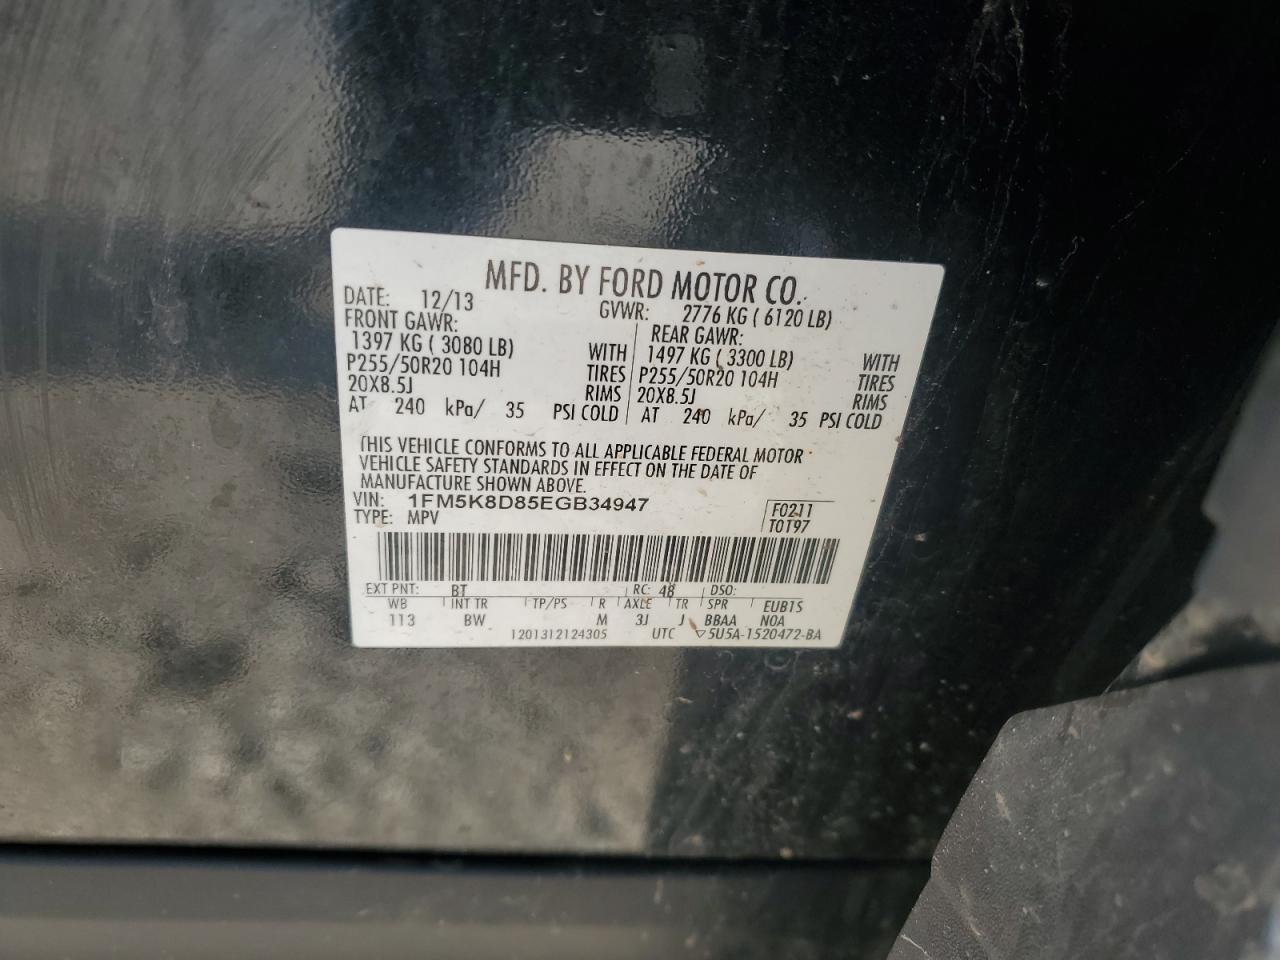 MFD. BY FORD MOTOR CO.
DATE: 12/13 GVWR: 2776 KG ( 6120 LB)
FRONT GAWR: REAR GAWR:
1397 KG ( 3080 LB) WITH 1497 KG ( 3300 LB) WITH
P255/50R20 104H TIRES P255/50R20 104H TIRES
20X8.5J RIMS 20X8.5J RIMS
AT 240 kPa/ 35 PSI COLD AT 240 kPa/ 35 PSI COLD
THIS VEHICLE CONFORMS TO ALL APPLICABLE FEDERAL MOTOR
VEHICLE SAFETY STANDARDS IN EFFECT ON THE DATE OF
MANUFACTURE SHOWN ABOVE.
VIN: 1FM5K8D85EGB34947 F0211
TYPE: MPV T0197
EXT PNT: BT RC: 48 DSO:
WB INT TR TP/PS R AXLE TR SPR EUB1S
113 BW M 3J J BBAA NOA
1201312124305 UTC ▽5U5A-1520472-BA